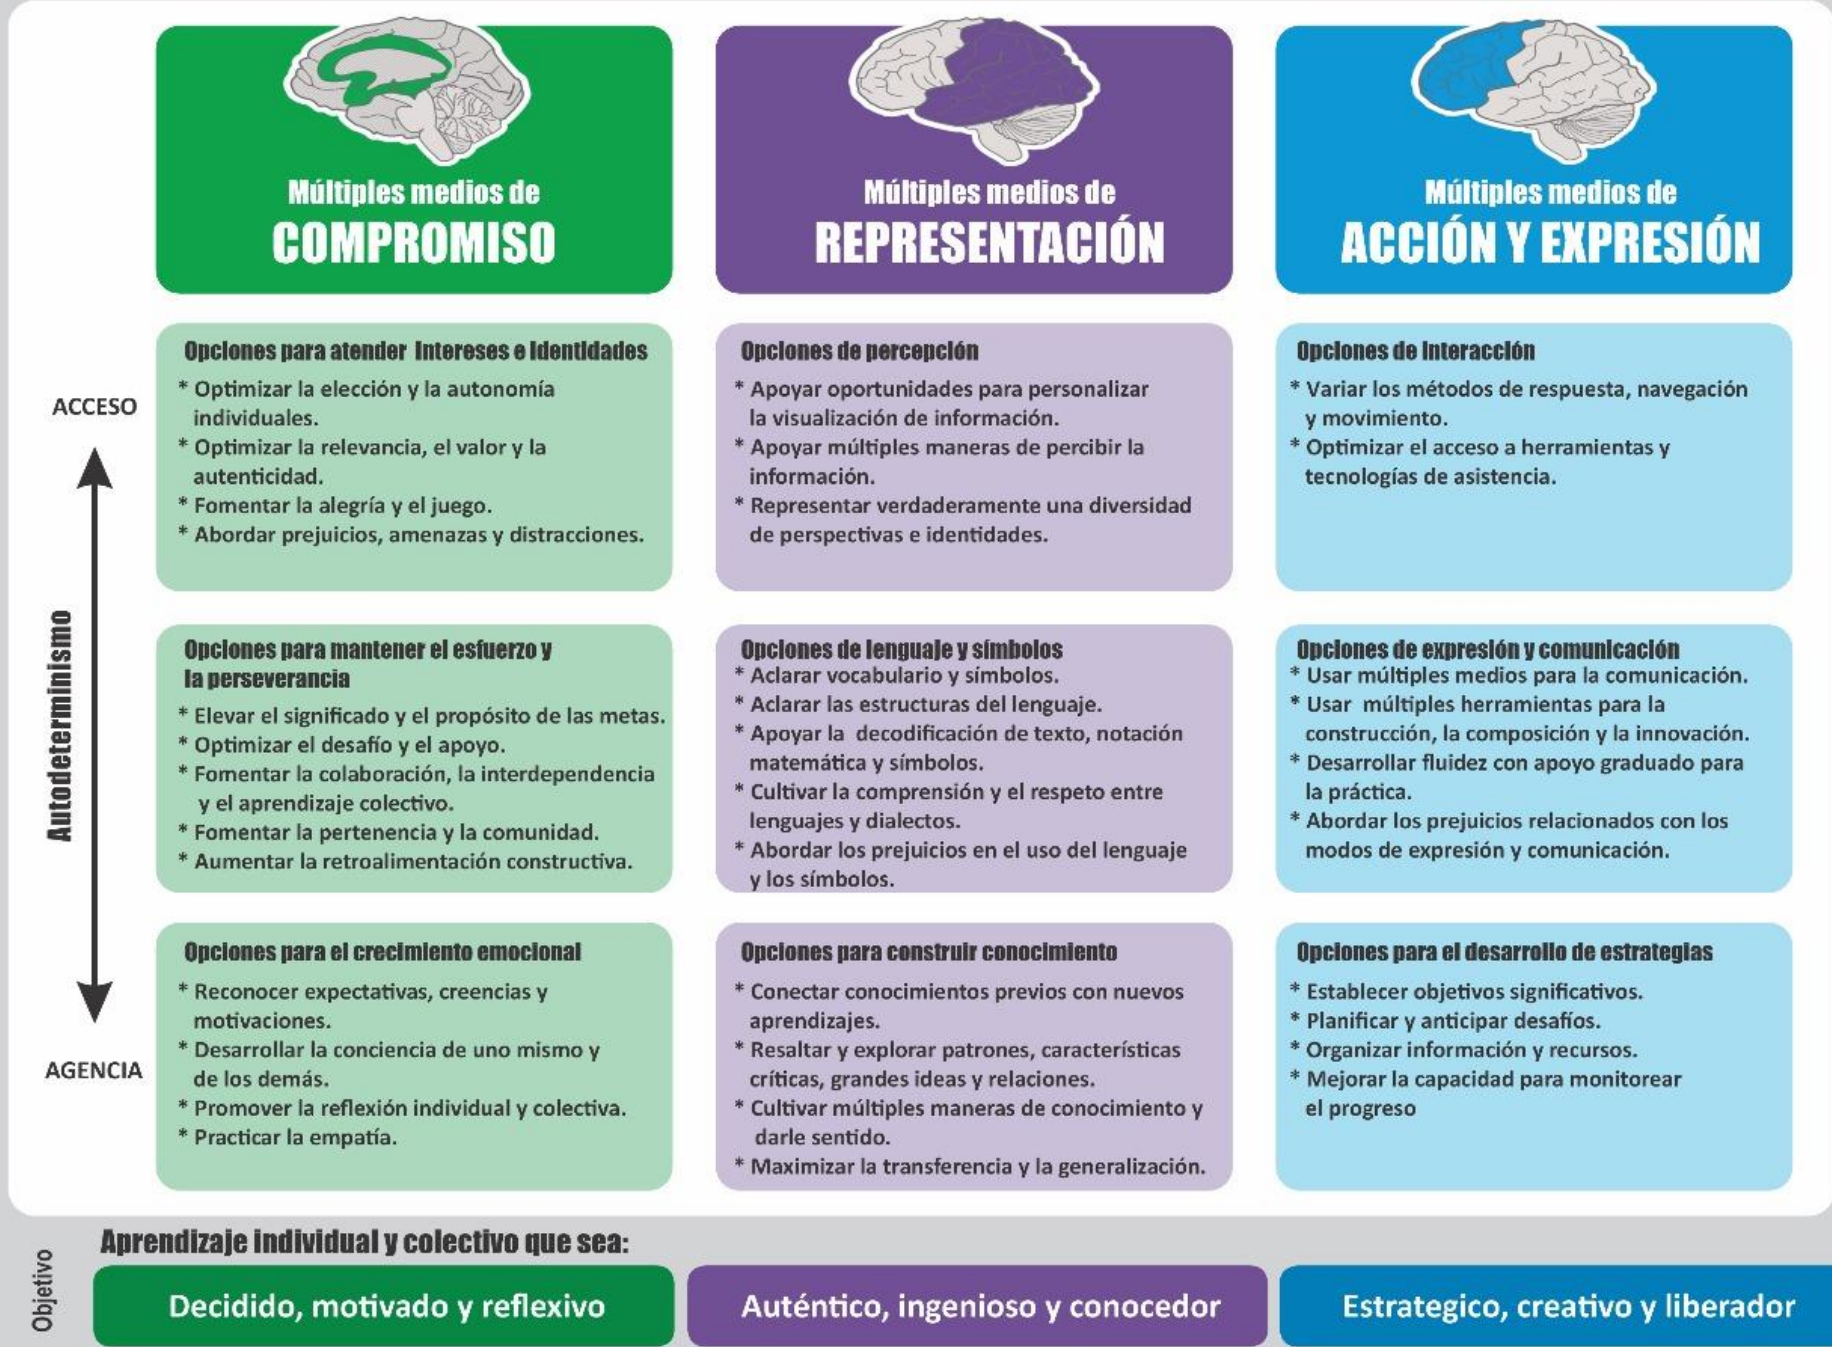 Múltiples medios de
COMPROMISO
Múltiples medios de
REPRESENTACIÓN
Múltiples medios de
ACCIÓN Y EXPRESIÓN
ACCESO
Autodeterminismo
AGENCIA
Opciones para atender Intereses e Identidades
* Optimizar la elección y la autonomía
individuales.
* Optimizar la relevancia, el valor y la
autenticidad.
* Fomentar la alegría y el juego.
* Abordar prejuicios, amenazas y distracciones.
Opciones de percepción
* Apoyar oportunidades para personalizar
la visualización de información.
* Apoyar múltiples maneras de percibir la
información.
* Representar verdaderamente una diversidad
de perspectivas e identidades.
Opciones de Interacción
* Variar los métodos de respuesta, navegación
y movimiento.
* Optimizar el acceso a herramientas y
tecnologías de asistencia.
Opciones para mantener el esfuerzo y
la perseverancia
* Elevar el significado y el propósito de las metas.
* Optimizar el desafío y el apoyo.
* Fomentar la colaboración, la interdependencia
y el aprendizaje colectivo.
* Fomentar la pertenencia y la comunidad.
* Aumentar la retroalimentación constructiva.
Opciones de lenguaje y símbolos
* Aclarar vocabulario y símbolos.
* Aclarar las estructuras del lenguaje.
* Apoyar la decodificación de texto, notación
matemática y símbolos.
* Cultivar la comprensión y el respeto entre
lenguajes y dialectos.
* Abordar los prejuicios en el uso del lenguaje
y los símbolos.
Opciones de expresión y comunicación
* Usar múltiples medios para la comunicación.
* Usar múltiples herramientas para la
construcción, la composición y la innovación.
* Desarrollar fluidez con apoyo graduado para
la práctica.
* Abordar los prejuicios relacionados con los
modos de expresión y comunicación.
Opciones para el crecimiento emocional
* Reconocer expectativas, creencias y
motivaciones.
* Desarrollar la conciencia de uno mismo y
de los demás.
* Promover la reflexión individual y colectiva.
* Practicar la empatía.
Opciones para construir conocimiento
* Conectar conocimientos previos con nuevos
aprendizajes.
* Resaltar y explorar patrones, características
críticas, grandes ideas y relaciones.
* Cultivar múltiples maneras de conocimiento y
darle sentido.
* Maximizar la transferencia y la generalización.
Opciones para el desarrollo de estrategias
* Establecer objetivos significativos.
* Planificar y anticipar desafíos.
* Organizar información y recursos.
* Mejorar la capacidad para monitorear
el progreso
Objetivo
Aprendizaje individual y colectivo que sea:
Decidido, motivado y reflexivo
Auténtico, ingenioso y conocedor
Estrategico, creativo y liberador